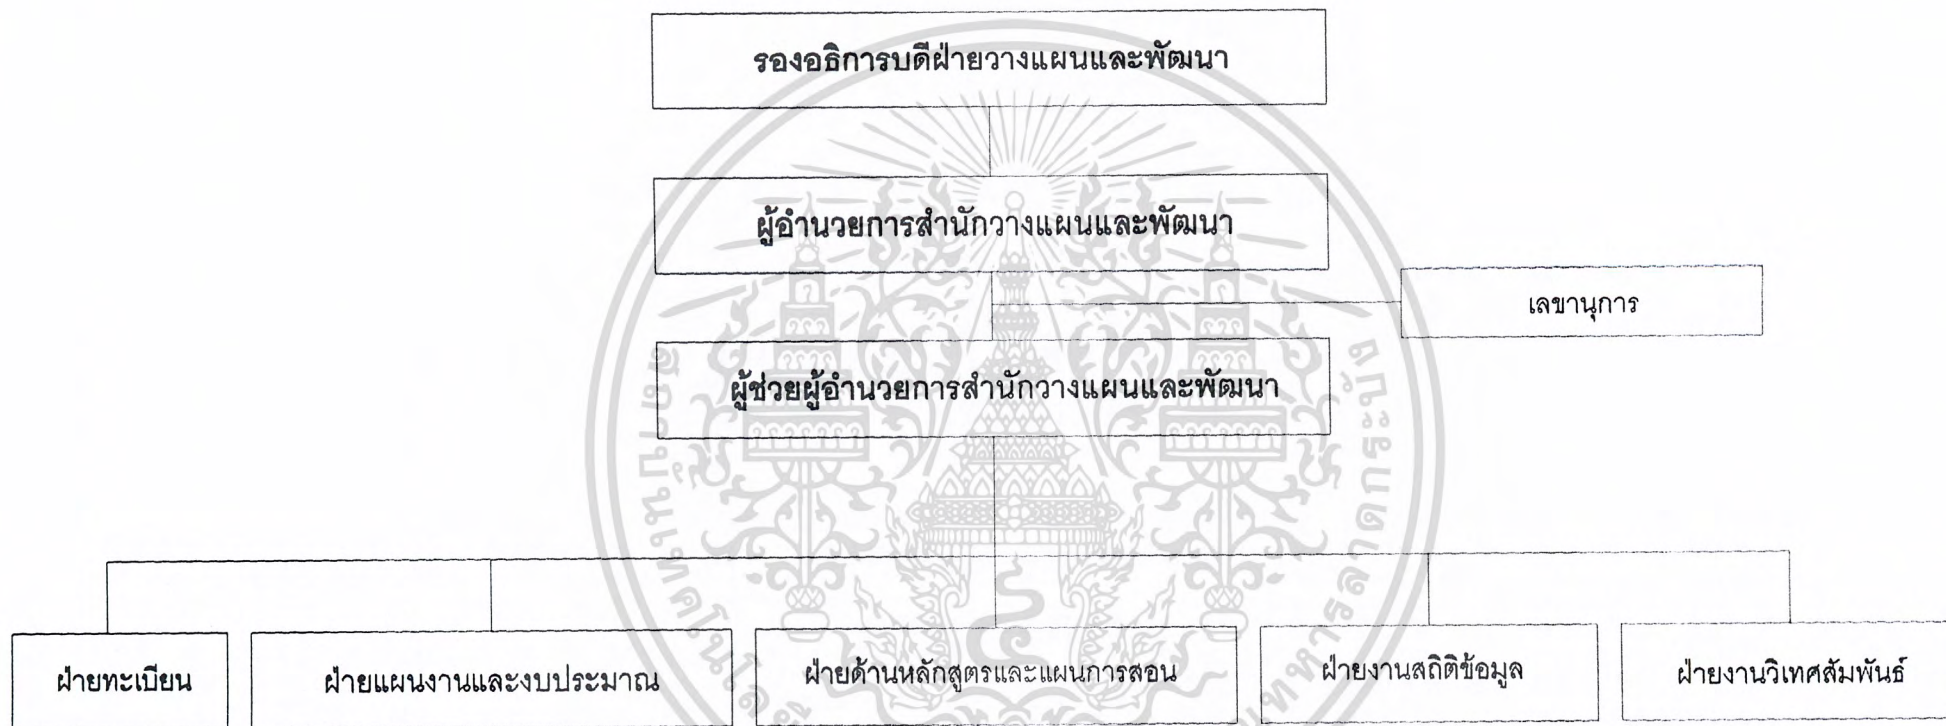 รองอธิการบดีฝ่ายวางแผนและพัฒนา
ผู้อำนวยการสำนักวางแผนและพัฒนา
เลขานุการ
ผู้ช่วยผู้อำนวยการสำนักวางแผนและพัฒนา
ฝ่ายทะเบียน
ฝ่ายแผนงานและงบประมาณ
ฝ่ายด้านหลักสูตรและแผนการสอน
ฝ่ายงานสถิติข้อมูล
ฝ่ายงานวิเทศสัมพันธ์